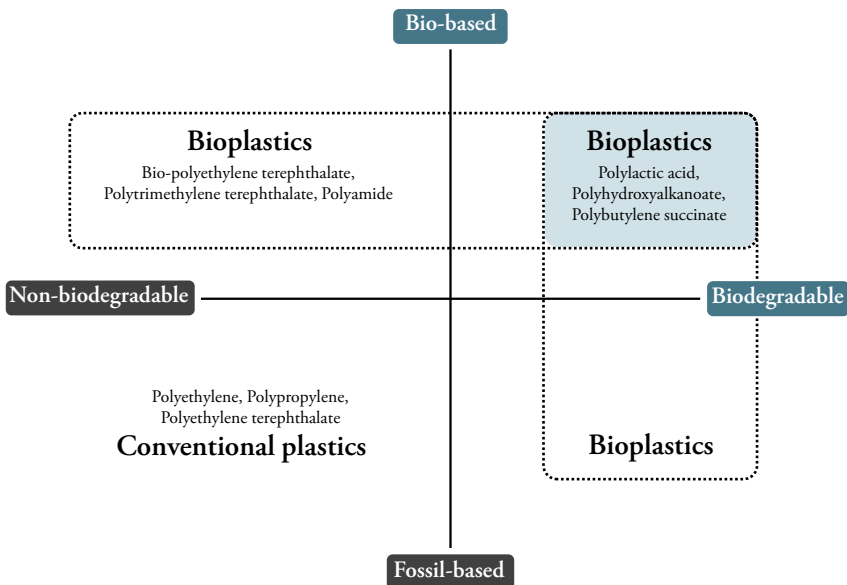 Bio-based
Bioplastics
Bio-polyethylene terephthalate,
Polytrimethylene terephthalate, Polyamide
Bioplastics
Polylactic acid,
Polyhydroxyalkanoate,
Polybutylene succinate
Non-biodegradable
Biodegradable
Polyethylene, Polypropylene,
Polyethylene terephthalate
Conventional plastics
Bioplastics
Fossil-based